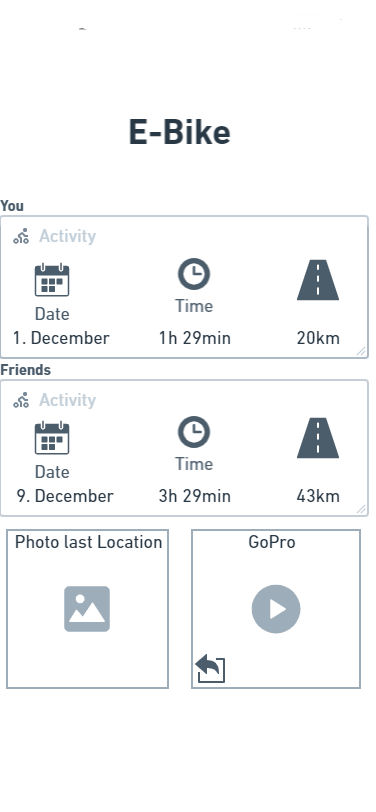 E-Bike
You
Activity
Date
Time
1. December
1h 29min
20km
Friends
Activity
Date
Time
9. December
3h 29min
43km
Photo last Location
GoPro